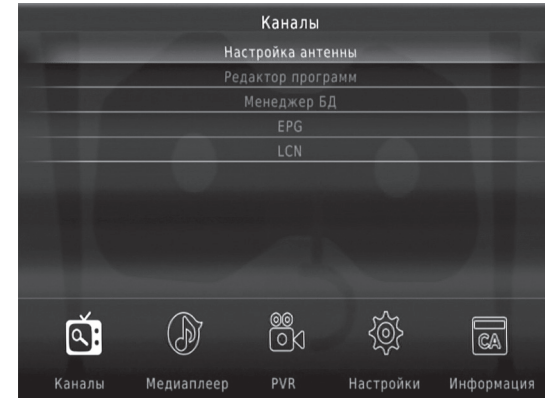 Каналы
Настройка антенны
Редактор программ
Менеджер БД
EPG
LCN
CA
Каналы Медиаплеер PVR Настройки Информация